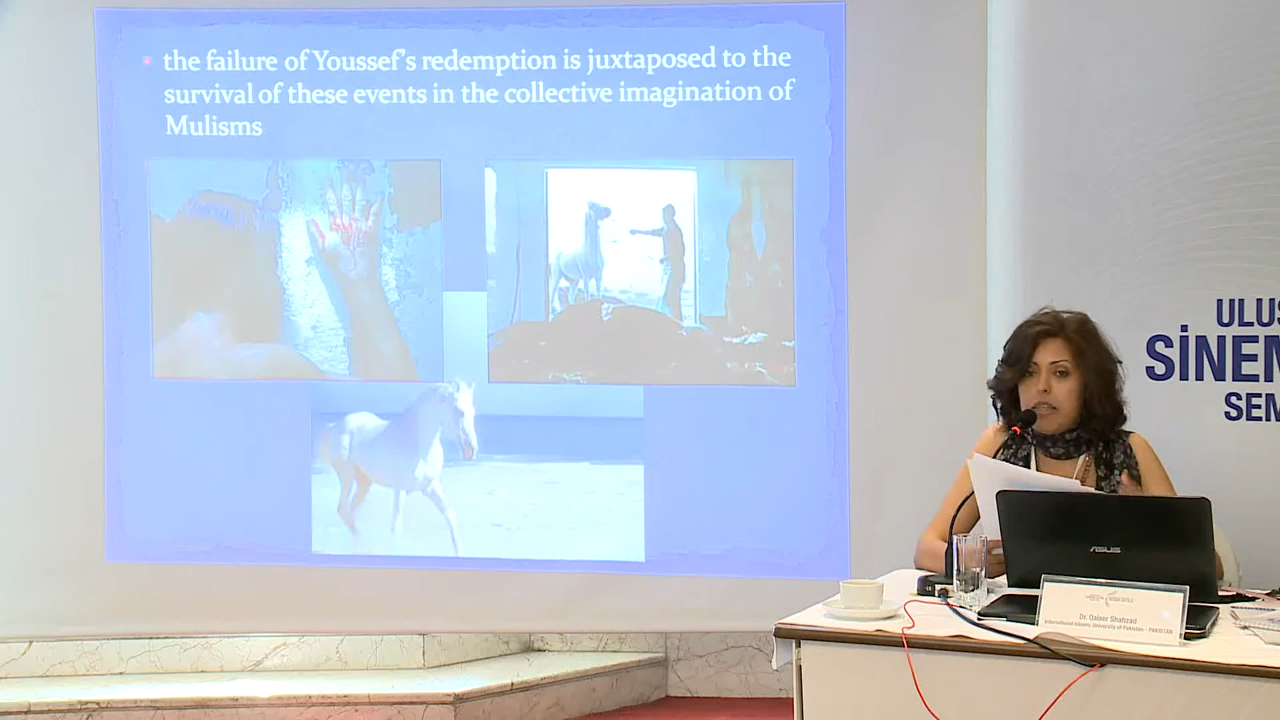 the failure of Youssef's redemption is juxtaposed to the
survival of these events in the collective imagination of
Mulisms
ULUS
SİNEM
SEM
ASUS
Dr. Qaiser Shahzad
International Islamic University of Pakistan - PAKISTAN